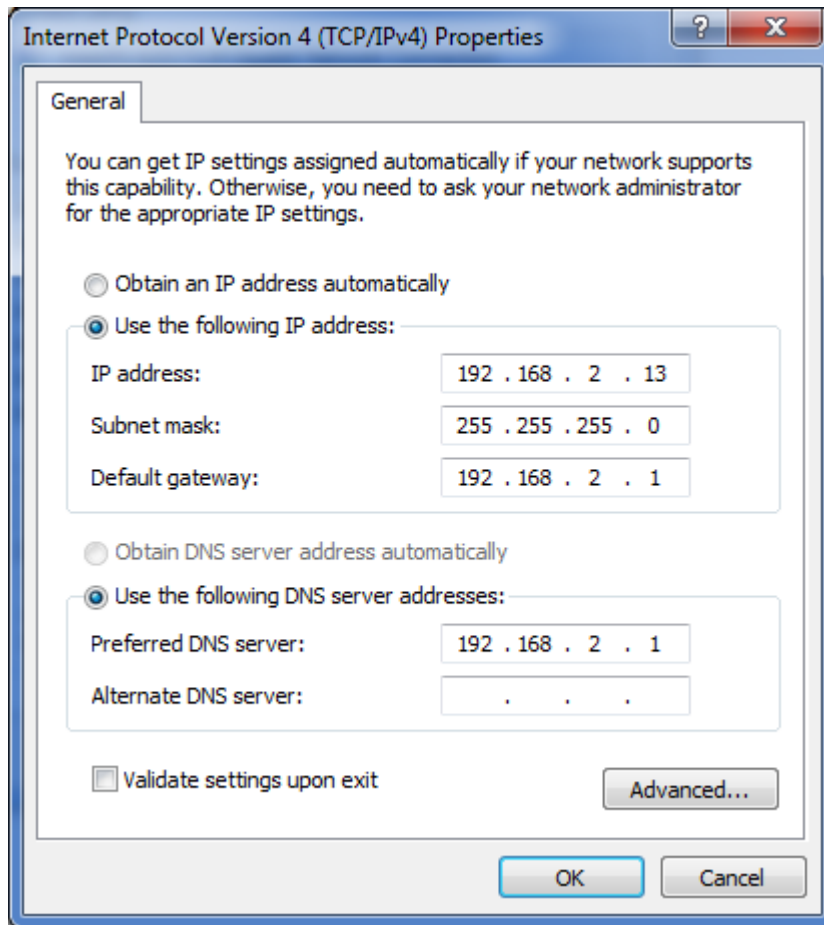 Internet Protocol Version 4 (TCP/IPv4) Properties
? X
General
You can get IP settings assigned automatically if your network supports
this capability. Otherwise, you need to ask your network administrator
for the appropriate IP settings.
Obtain an IP address automatically
Use the following IP address:
IP address: 192 . 168 . 2 . 13
Subnet mask: 255 . 255 . 255 . 0
Default gateway: 192 . 168 . 2 . 1
Obtain DNS server address automatically
Use the following DNS server addresses:
Preferred DNS server: 192 . 168 . 2 . 1
Alternate DNS server: . . .
Validate settings upon exit
Advanced...
OK Cancel